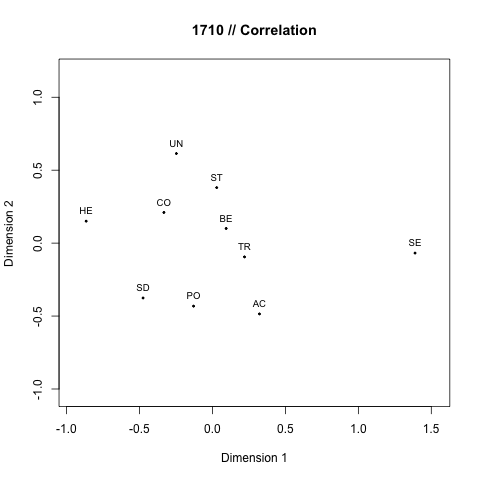 1710 // Correlation
1.0
UN
0.5
ST
CO
HE
BE
Dimension 2
0.0
TR
SE
SD
PO
AC
-0.5
-1.0
-1.0 -0.5 0.0 0.5 1.0 1.5
Dimension 1